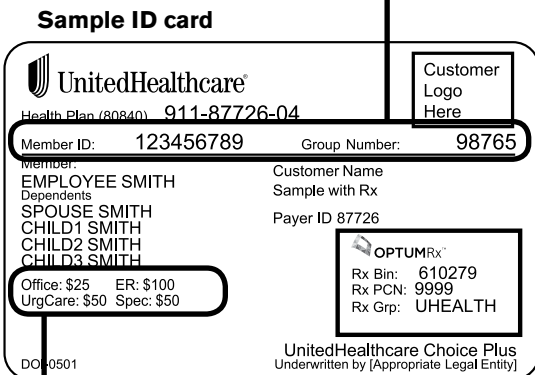 Sample ID card
UnitedHealthcare®
Customer
Logo
Here
Health Plan (80840) 911-87726-04
Member ID: 123456789 Group Number: 98765
Member:
EMPLOYEE SMITH
Dependents
SPOUSE SMITH
CHILD1 SMITH
CHILD2 SMITH
CHILD3 SMITH
Customer Name
Sample with Rx
Payer ID 87726
OPTUMRx™
Rx Bin: 610279
Rx PCN: 9999
Rx Grp: UHEALTH
Office: $25 ER: $100
UrgCare: $50 Spec: $50
UnitedHealthcare Choice Plus
Underwritten by [Appropriate Legal Entity]
0501